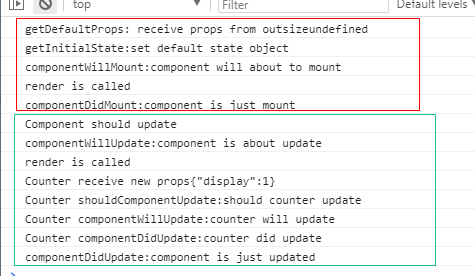 top
Filter
Default levels
getDefaultProps: receive props from outsizeundefined
getInitialState:set default state object
componentWillMount:component will about to mount
render is called
componentDidMount:component is just mount
Component should update
componentWillUpdate:component is about update
render is called
Counter receive new props{"display":1}
Counter shouldComponentUpdate:should counter update
Counter componentWillUpdate:counter will update
Counter componentDidUpdate:counter did update
componentDidUpdate:component is just updated